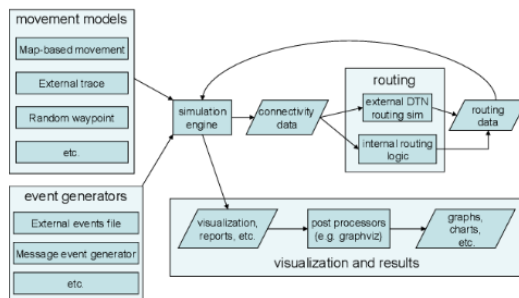 movement models
Map-based movement
External trace
Random waypoint
etc.
event generators
External events file
Message event generator
etc.
simulation
engine
connectivity
data
routing
external DTN
routing sim
internal routing
logic
routing
data
visualization,
reports, etc.
post processors
(e.g. graphviz)
graphs,
charts,
etc.
visualization and results